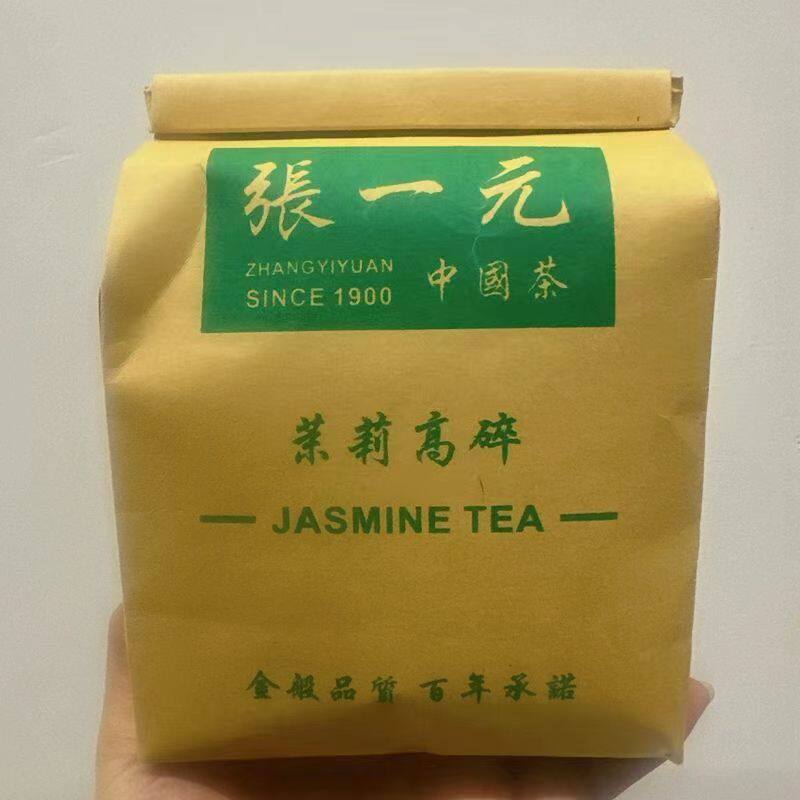 張一元
ZHANGYIYUAN
SINCE 1900
中國茶
茉莉高碎
JASMINE TEA
金般品質 百年承諾